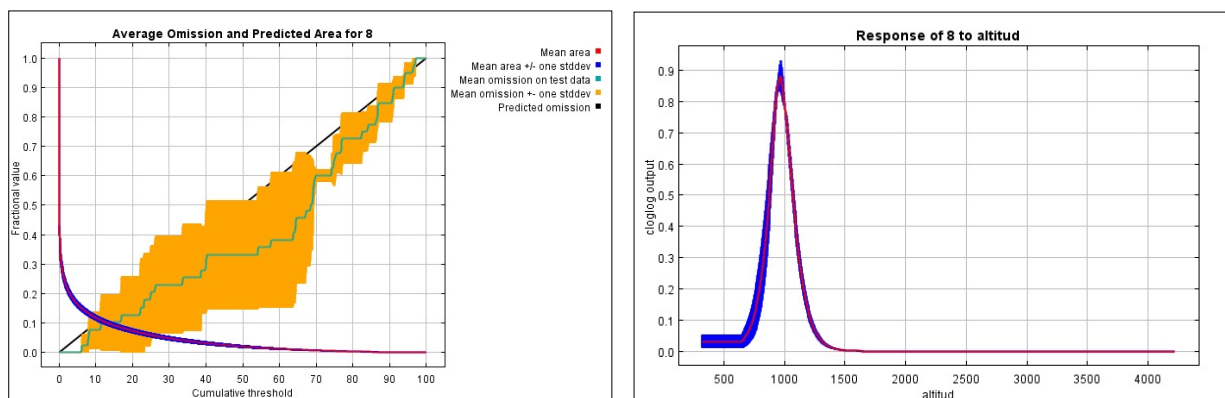 Average Omission and Predicted Area for 8
Mean area
Mean area +/- one stddev
Mean omission on test data
Mean omission +- one stddev
Predicted omission
Fractional value
1.0
0.9
0.8
0.7
0.6
0.5
0.4
0.3
0.2
0.1
0.0
0 10 20 30 40 50 60 70 80 90 100
Cumulative threshold
Response of 8 to altitud
cloglog output
0.9
0.8
0.7
0.6
0.5
0.4
0.3
0.2
0.1
0.0
500 1000 1500 2000 2500 3000 3500 4000
altitud